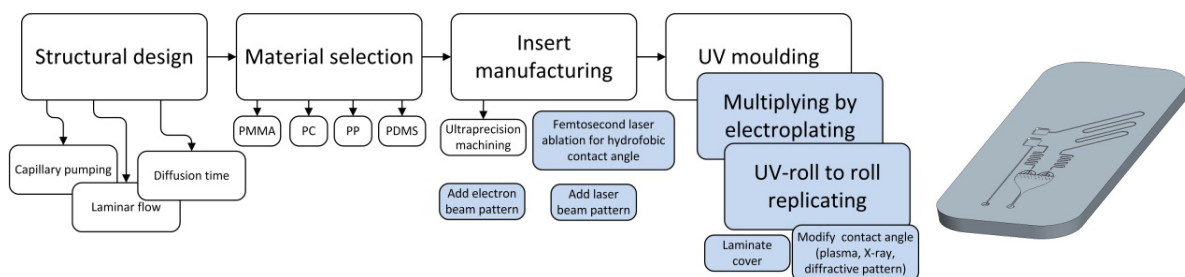 Structural design
Material selection
Insert
manufacturing
UV moulding
Multiplying by
electroplating
UV-roll to roll
replicating
PMMA
PC
PP
PDMS
Ultraprecision
machining
Femtosecond laser
ablation for hydrofobic
contact angle
Capillary pumping
Laminar flow
Diffusion time
Add electron
beam pattern
Add laser
beam pattern
Laminate
cover
Modify contact angle
(plasma, X-ray,
diffractive pattern)